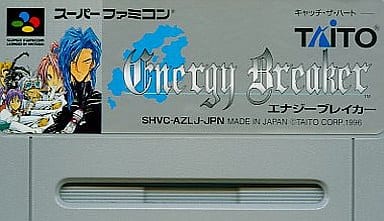 スーパーファミコン®
キャッチ・ザ・ハート
TAITO®
Energy Breaker
エナジーブレイカー
SHVC-AZLJ-JPN MADE IN JAPAN ©TAITO CORP.1996
SUPER FAMICOM